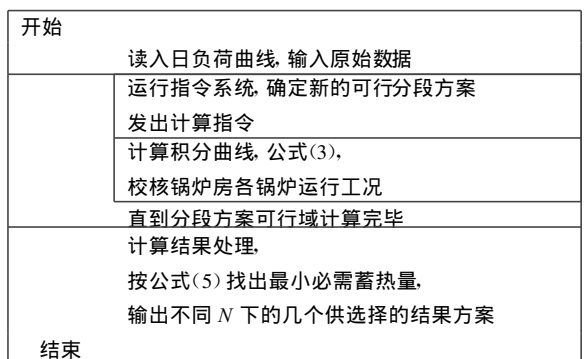 开始
读入日负荷曲线, 输入原始数据
运行指令系统, 确定新的可行分段方案
发出计算指令
计算积分曲线, 公式(3),
校核锅炉房各锅炉运行工况
直到分段方案可行域计算完毕
计算结果处理,
按公式(5) 找出最小必需蓄热量,
输出不同 N 下的几个供选择的结果方案
结束